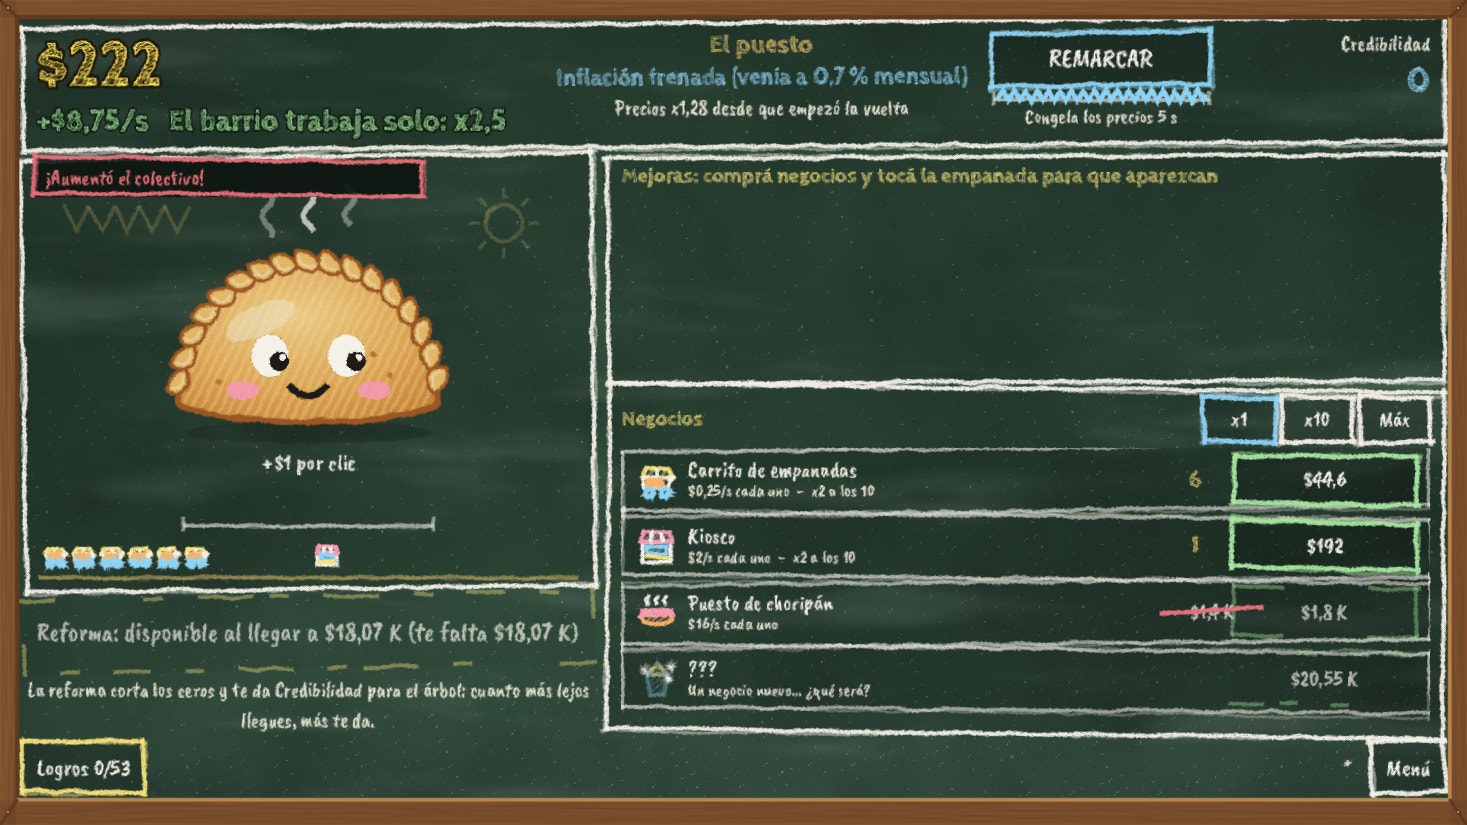 $222
+$8,75/s El barrio trabaja solo: x2,5
El puesto
Inflación frenada (venía a 0,7 % mensual)
Precios x1,28 desde que empezó la vuelta
REMARCAR
Congela los precios 5 s
Credibilidad
0
¡Aumentó el colectivo!
+$1 por clic
Reforma: disponible al llegar a $18,07 K (te falta $18,07 K)
La reforma corta los ceros y te da Credibilidad para el árbol: cuanto más lejos
llegues, más te da.
Logros 0/53
Mejoras: comprá negocios y tocá la empanada para que aparezcan
Negocios
x1
x10
Máx
Carrito de empanadas
$0,25/s cada uno - x2 a los 10
6
$44,6
Kiosco
$2/s cada uno - x2 a los 10
1
$192
Puesto de choripán
$16/s cada uno
$1,4 K
$1,8 K
???
Un negocio nuevo... ¿qué será?
$20,55 K
Menú